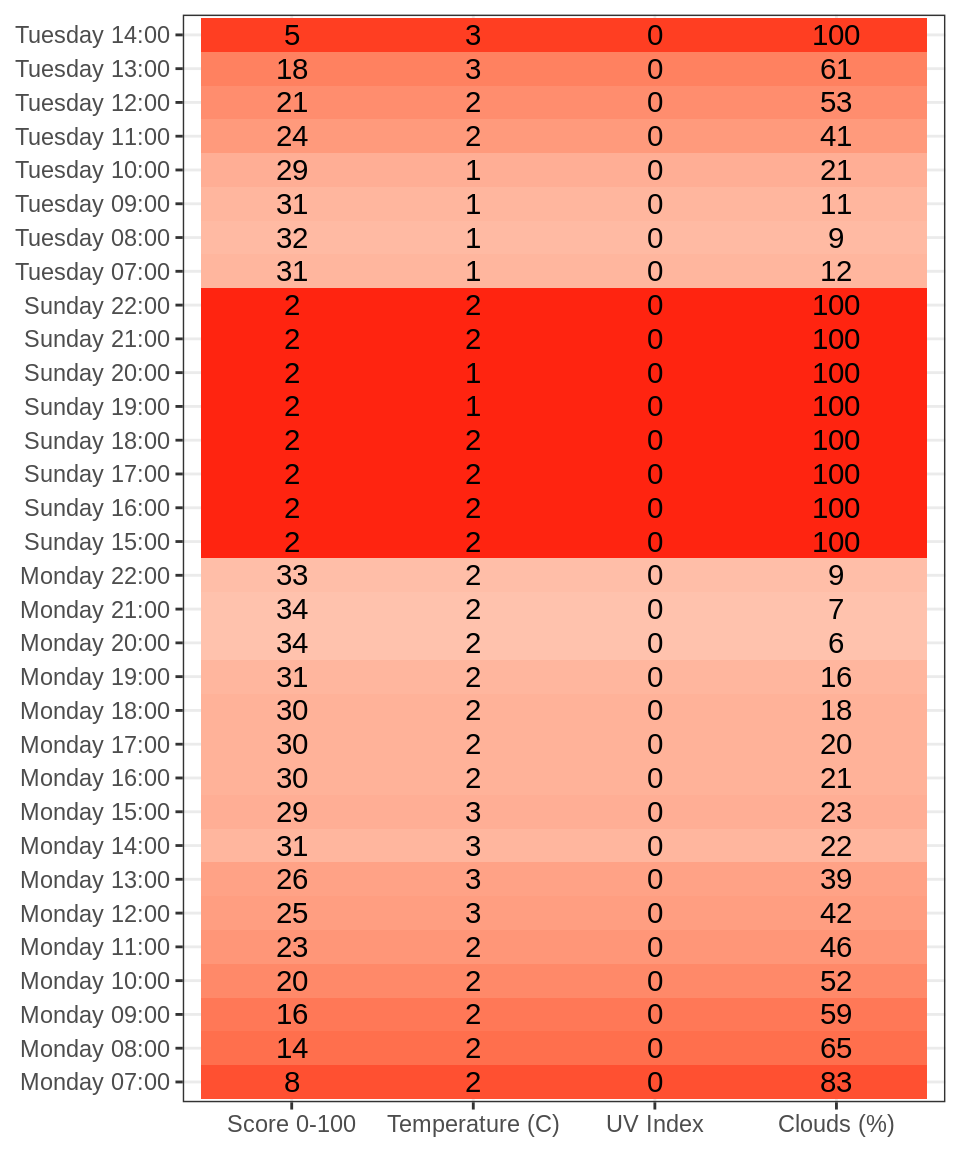 Tuesday 14:00 5 3 0 100
Tuesday 13:00 18 3 0 61
Tuesday 12:00 21 2 0 53
Tuesday 11:00 24 2 0 41
Tuesday 10:00 29 1 0 21
Tuesday 09:00 31 1 0 11
Tuesday 08:00 32 1 0 9
Tuesday 07:00 31 1 0 12
Sunday 22:00 2 2 0 100
Sunday 21:00 2 2 0 100
Sunday 20:00 2 1 0 100
Sunday 19:00 2 1 0 100
Sunday 18:00 2 2 0 100
Sunday 17:00 2 2 0 100
Sunday 16:00 2 2 0 100
Sunday 15:00 2 2 0 100
Monday 22:00 33 2 0 9
Monday 21:00 34 2 0 7
Monday 20:00 34 2 0 6
Monday 19:00 31 2 0 16
Monday 18:00 30 2 0 18
Monday 17:00 30 2 0 20
Monday 16:00 30 2 0 21
Monday 15:00 29 3 0 23
Monday 14:00 31 3 0 22
Monday 13:00 26 3 0 39
Monday 12:00 25 3 0 42
Monday 11:00 23 2 0 46
Monday 10:00 20 2 0 52
Monday 09:00 16 2 0 59
Monday 08:00 14 2 0 65
Monday 07:00 8 2 0 83
Score 0-100 Temperature (C) UV Index Clouds (%)